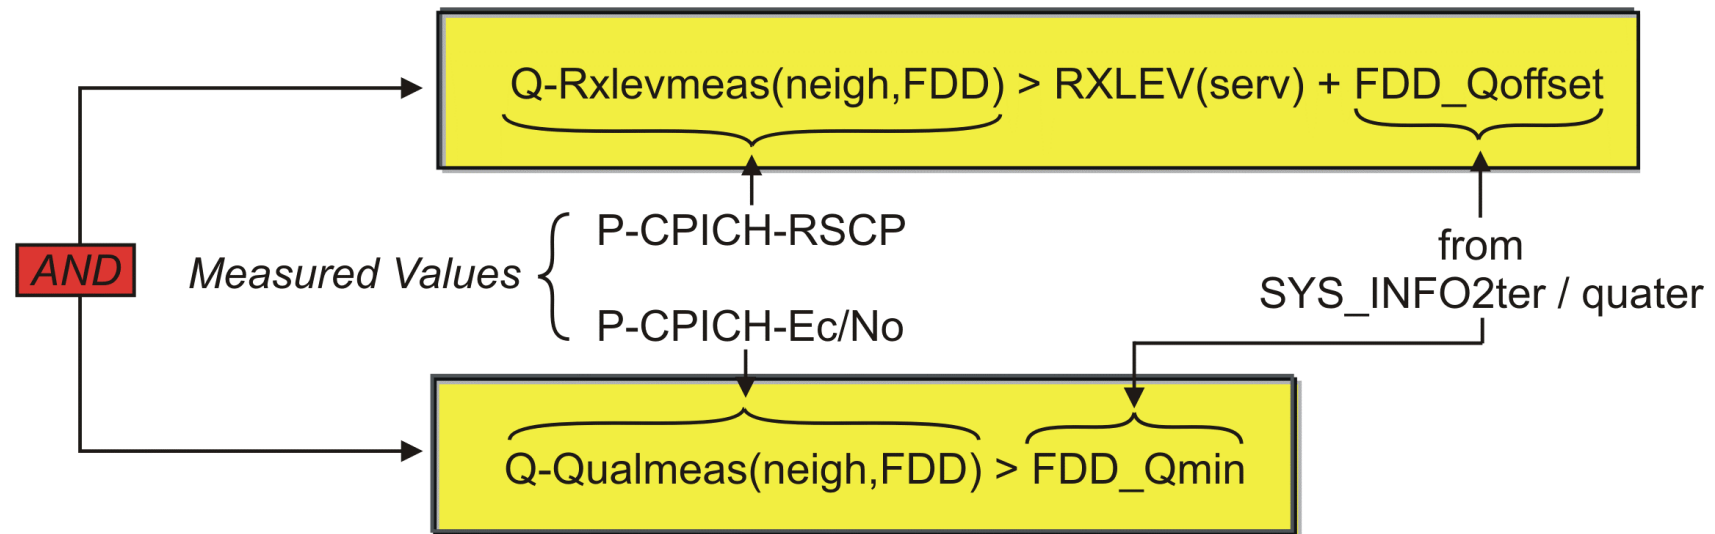 Q-Rxlevmeas(neigh,FDD) > RXLEV(serv) + FDD_Qoffset
P-CPICH-RSCP
AND
Measured Values
from
SYS_INFO2ter / quater
P-CPICH-Ec/No
Q-Qualmeas(neigh,FDD) > FDD_Qmin